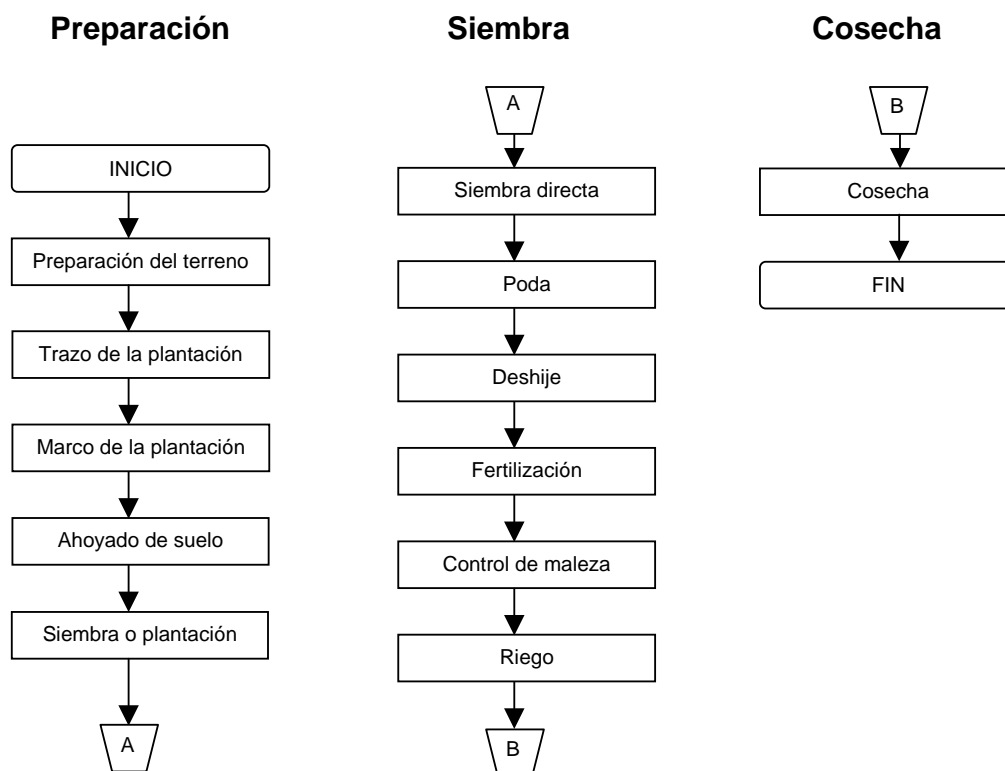 Preparación
INICIO
Preparación del terreno
Trazo de la plantación
Marco de la plantación
Ahoyado de suelo
Siembra o plantación
A
Siembra
A
Siembra directa
Poda
Deshije
Fertilización
Control de maleza
Riego
B
Cosecha
B
Cosecha
FIN